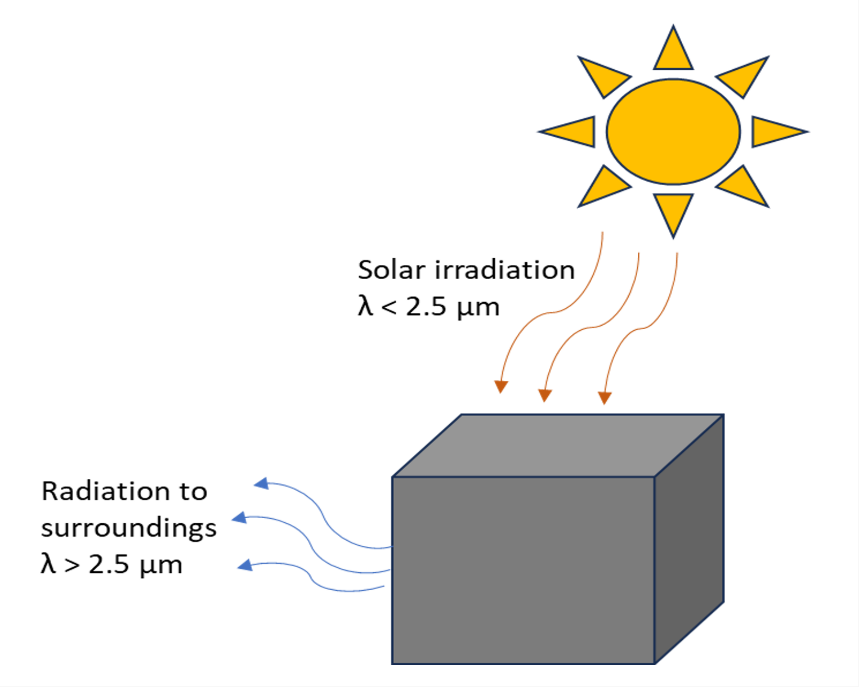 Solar irradiation
λ < 2.5 µm
Radiation to
surroundings
λ > 2.5 µm